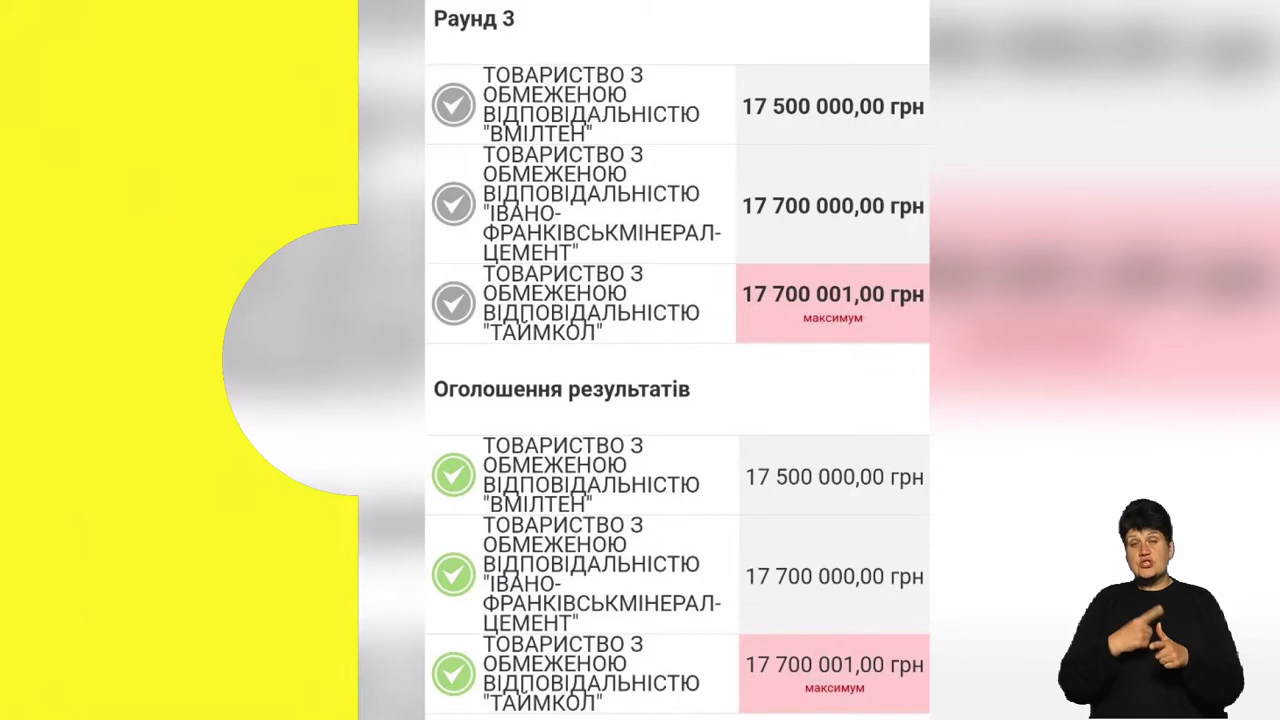 Раунд 3
ТОВАРИСТВО З
ОБМЕЖЕНОЮ
ВІДПОВІДАЛЬНІСТЮ
"ВМІЛТЕН"
17 500 000,00 грн
ТОВАРИСТВО З
ОБМЕЖЕНОЮ
ВІДПОВІДАЛЬНІСТЮ
"ІВАНО-
ФРАНКІВСЬКМІНЕРАЛ-
ЦЕМЕНТ"
17 700 000,00 грн
ТОВАРИСТВО З
ОБМЕЖЕНОЮ
ВІДПОВІДАЛЬНІСТЮ
"ТАЙМКОЛ"
17 700 001,00 грн
максимум
Оголошення результатів
ТОВАРИСТВО З
ОБМЕЖЕНОЮ
ВІДПОВІДАЛЬНІСТЮ
"ВМІЛТЕН"
17 500 000,00 грн
ТОВАРИСТВО З
ОБМЕЖЕНОЮ
ВІДПОВІДАЛЬНІСТЮ
"ІВАНО-
ФРАНКІВСЬКМІНЕРАЛ-
ЦЕМЕНТ"
17 700 000,00 грн
ТОВАРИСТВО З
ОБМЕЖЕНОЮ
ВІДПОВІДАЛЬНІСТЮ
"ТАЙМКОЛ"
17 700 001,00 грн
максимум